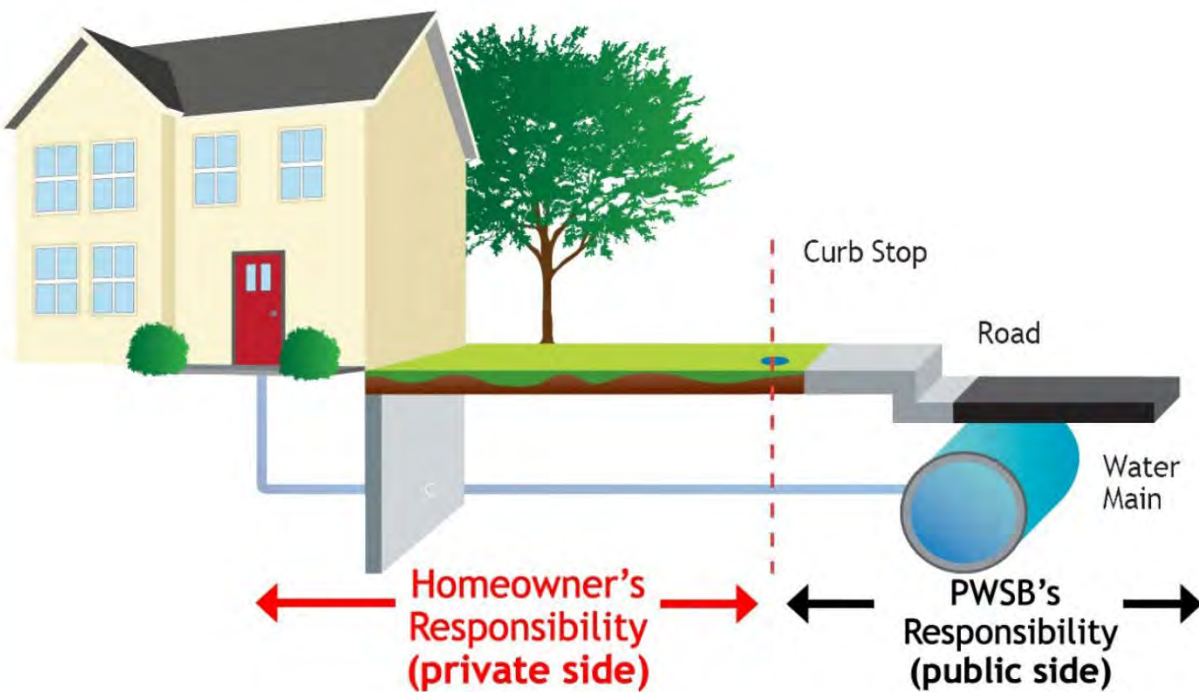 Curb Stop
Road
Water
Main
Homeowner's
Responsibility
(private side)
PWSB's
Responsibility
(public side)